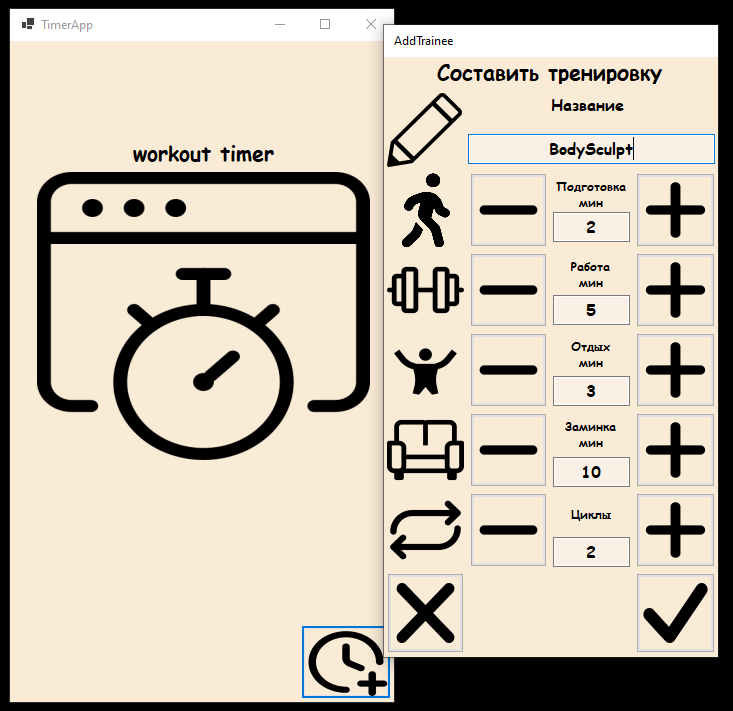 TimerApp
workout timer
AddTrainee
Составить тренировку
Название
BodySculpt
Подготовка
мин
2
Работа
мин
5
Отдых
мин
3
Заминка
мин
10
Циклы
2